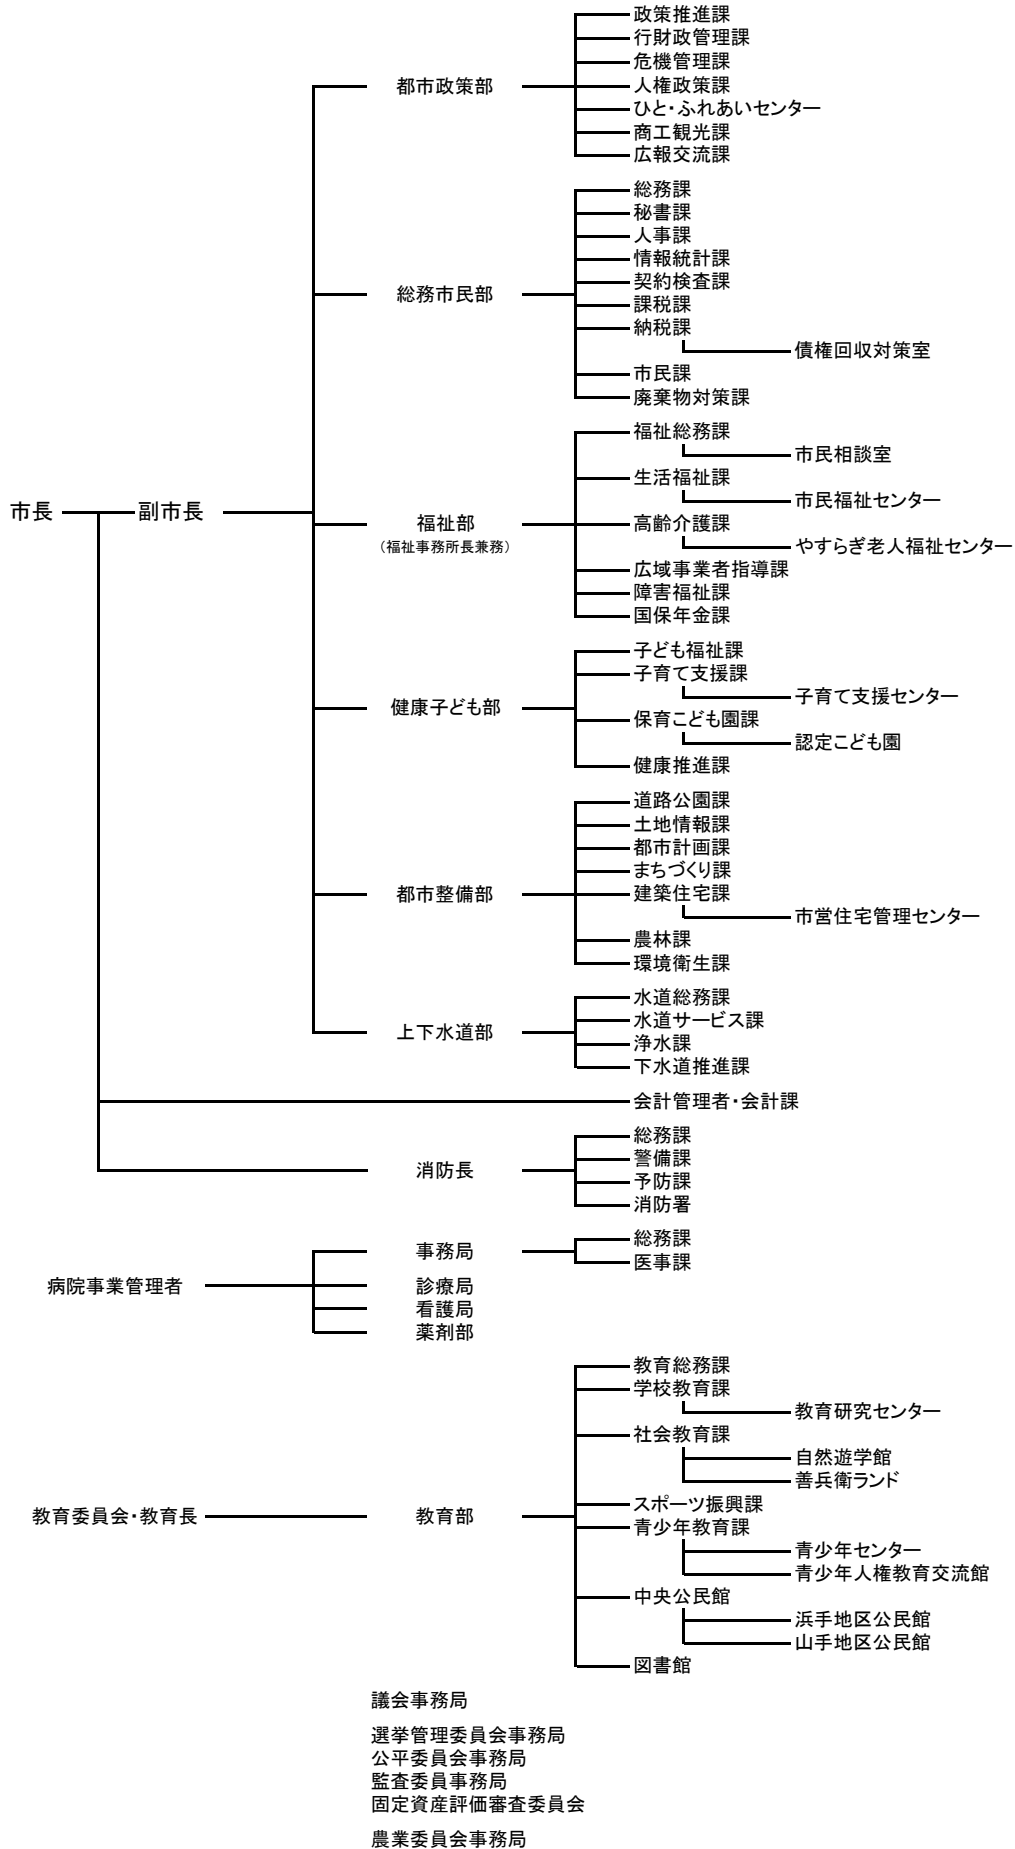 政策推進課
行財政管理課
危機管理課
都市政策部
人権政策課
ひと・ふれあいセンター
商工観光課
広報交流課
総務課
秘書課
人事課
情報統計課
契約検査課
総務市民部
課税課
納税課
債権回収対策室
市民課
廃棄物対策課
福祉総務課
市民相談室
生活福祉課
市民福祉センター
市長
副市長
福祉部
(福祉事務所長兼務)
高齢介護課
やすらぎ老人福祉センター
広域事業者指導課
障害福祉課
国保年金課
子ども福祉課
子育て支援課
子育て支援センター
健康子ども部
保育こども園課
認定こども園
健康推進課
道路公園課
土地情報課
都市計画課
まちづくり課
都市整備部
建築住宅課
市営住宅管理センター
農林課
環境衛生課
水道総務課
水道サービス課
上下水道部
浄水課
下水道推進課
会計管理者・会計課
総務課
警備課
消防長
予防課
消防署
総務課
事務局
医事課
病院事業管理者
診療局
看護局
薬剤部
教育総務課
学校教育課
教育研究センター
社会教育課
自然遊学館
善兵衛ランド
教育委員会・教育長
教育部
スポーツ振興課
青少年教育課
青少年センター
青少年人権教育交流館
中央公民館
浜手地区公民館
山手地区公民館
図書館
議会事務局
選挙管理委員会事務局
公平委員会事務局
監査委員事務局
固定資産評価審査委員会
農業委員会事務局